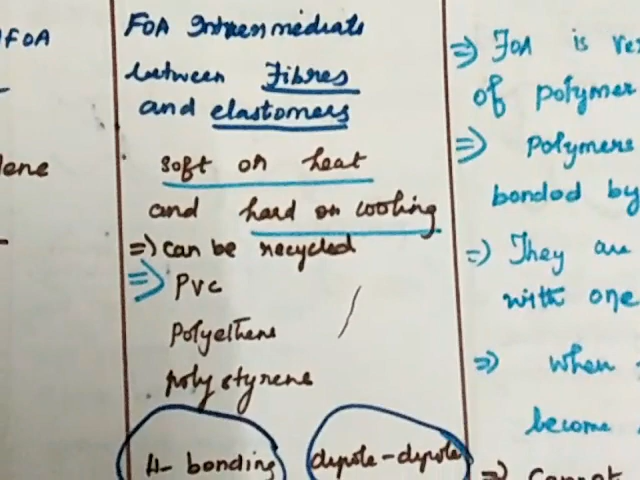 FOA
lene
FOA Intermediate
between Fibres
and elastomers
soft on heat
and hard on cooling
=) can be recycled
=> PVC
Polyethene
poly styrene
H- bonding
dipole-dipole
=> FOA is
of polymer
=> Polymers
bonded by
=) They are
with one
=> when
become
=> cannot